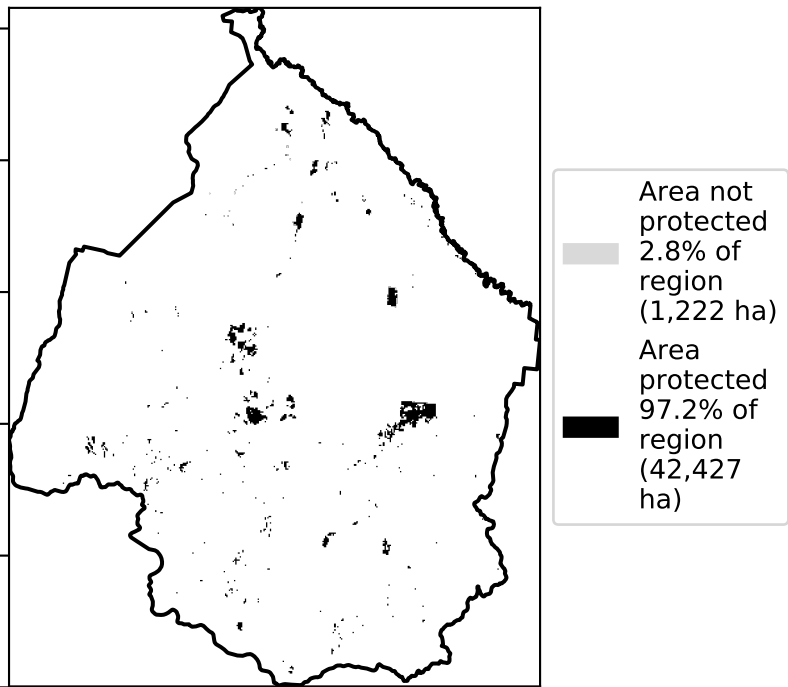 Area not
protected
2.8% of
region
(1,222 ha)
Area
protected
97.2% of
region
(42,427
ha)